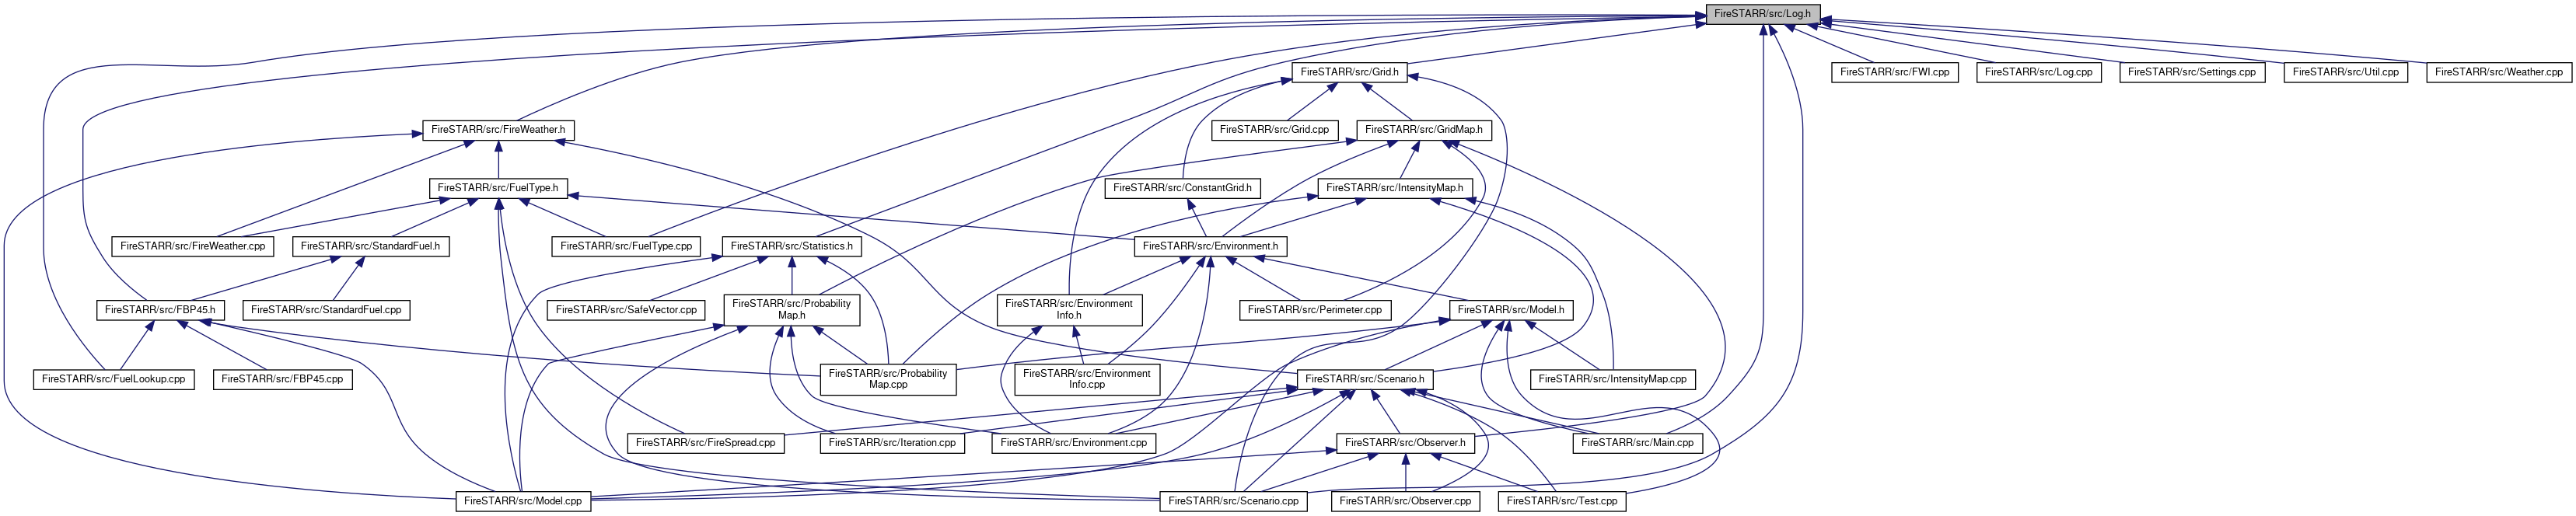 FireSTARR/src/Log.h
FireSTARR/src/Grid.h
FireSTARR/src/FWI.cpp
FireSTARR/src/Log.cpp
FireSTARR/src/Settings.cpp
FireSTARR/src/Util.cpp
FireSTARR/src/Weather.cpp
FireSTARR/src/FireWeather.h
FireSTARR/src/Grid.cpp
FireSTARR/src/GridMap.h
FireSTARR/src/FuelType.h
FireSTARR/src/ConstantGrid.h
FireSTARR/src/IntensityMap.h
FireSTARR/src/FireWeather.cpp
FireSTARR/src/StandardFuel.h
FireSTARR/src/FuelType.cpp
FireSTARR/src/Statistics.h
FireSTARR/src/Environment.h
FireSTARR/src/FBP45.h
FireSTARR/src/StandardFuel.cpp
FireSTARR/src/SafeVector.cpp
FireSTARR/src/Probability
Map.h
FireSTARR/src/Environment
Info.h
FireSTARR/src/Perimeter.cpp
FireSTARR/src/Model.h
FireSTARR/src/FuelLookup.cpp
FireSTARR/src/FBP45.cpp
FireSTARR/src/Probability
Map.cpp
FireSTARR/src/Environment
Info.cpp
FireSTARR/src/Scenario.h
FireSTARR/src/IntensityMap.cpp
FireSTARR/src/FireSpread.cpp
FireSTARR/src/Iteration.cpp
FireSTARR/src/Environment.cpp
FireSTARR/src/Observer.h
FireSTARR/src/Main.cpp
FireSTARR/src/Model.cpp
FireSTARR/src/Scenario.cpp
FireSTARR/src/Observer.cpp
FireSTARR/src/Test.cpp